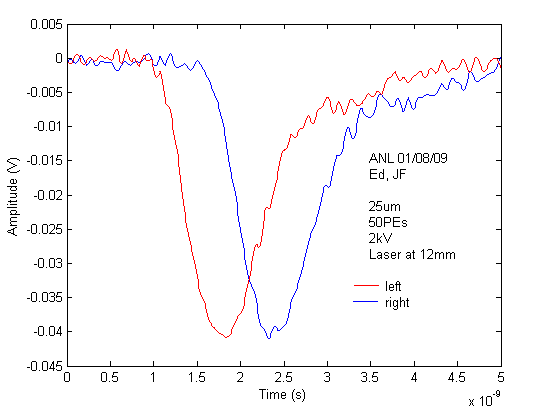 0.005
0
-0.005
-0.01
-0.015
-0.02
-0.025
-0.03
-0.035
-0.04
-0.045
Amplitude (V)
ANL 01/08/09
Ed, JF
25um
50PEs
2kV
Laser at 12mm
left
right
0 0.5 1 1.5 2 2.5 3 3.5 4 4.5 5
Time (s)
x 10^-9